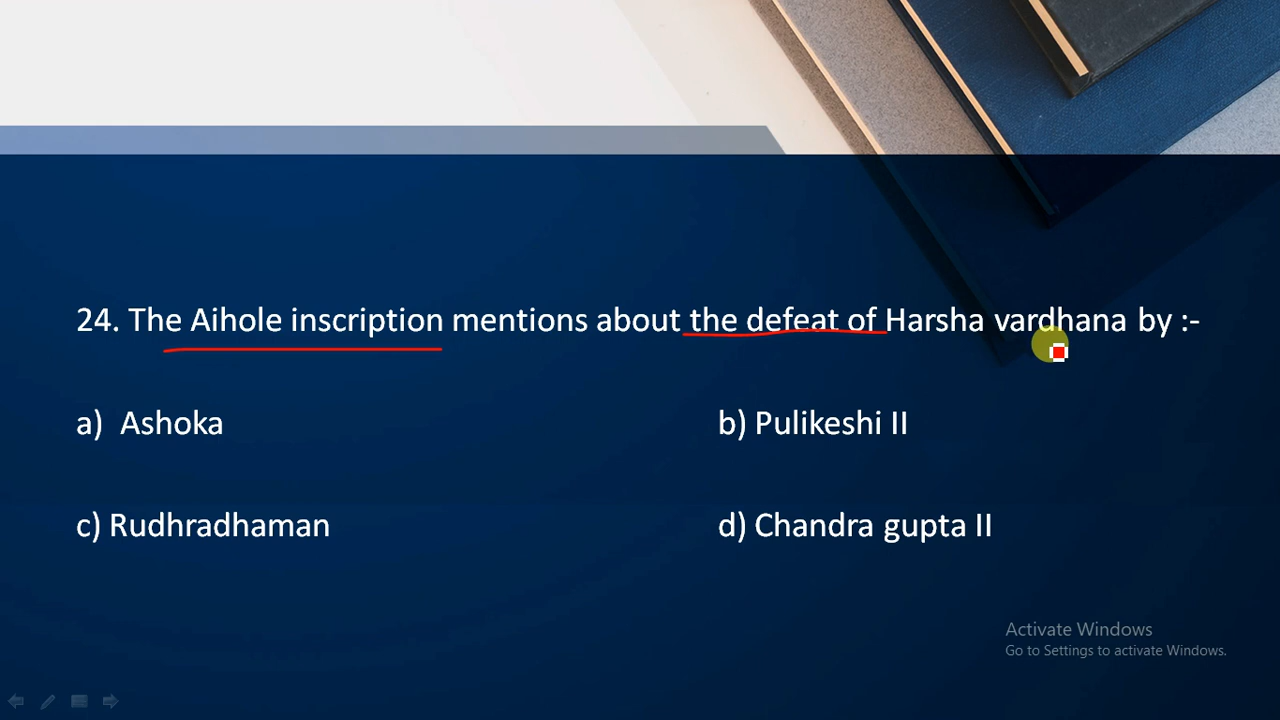 24. The Aihole inscription mentions about the defeat of Harsha vardhana by :-
a) Ashoka
b) Pulikeshi II
c) Rudhradhaman
d) Chandra gupta II
Activate Windows
Go to Settings to activate Windows.